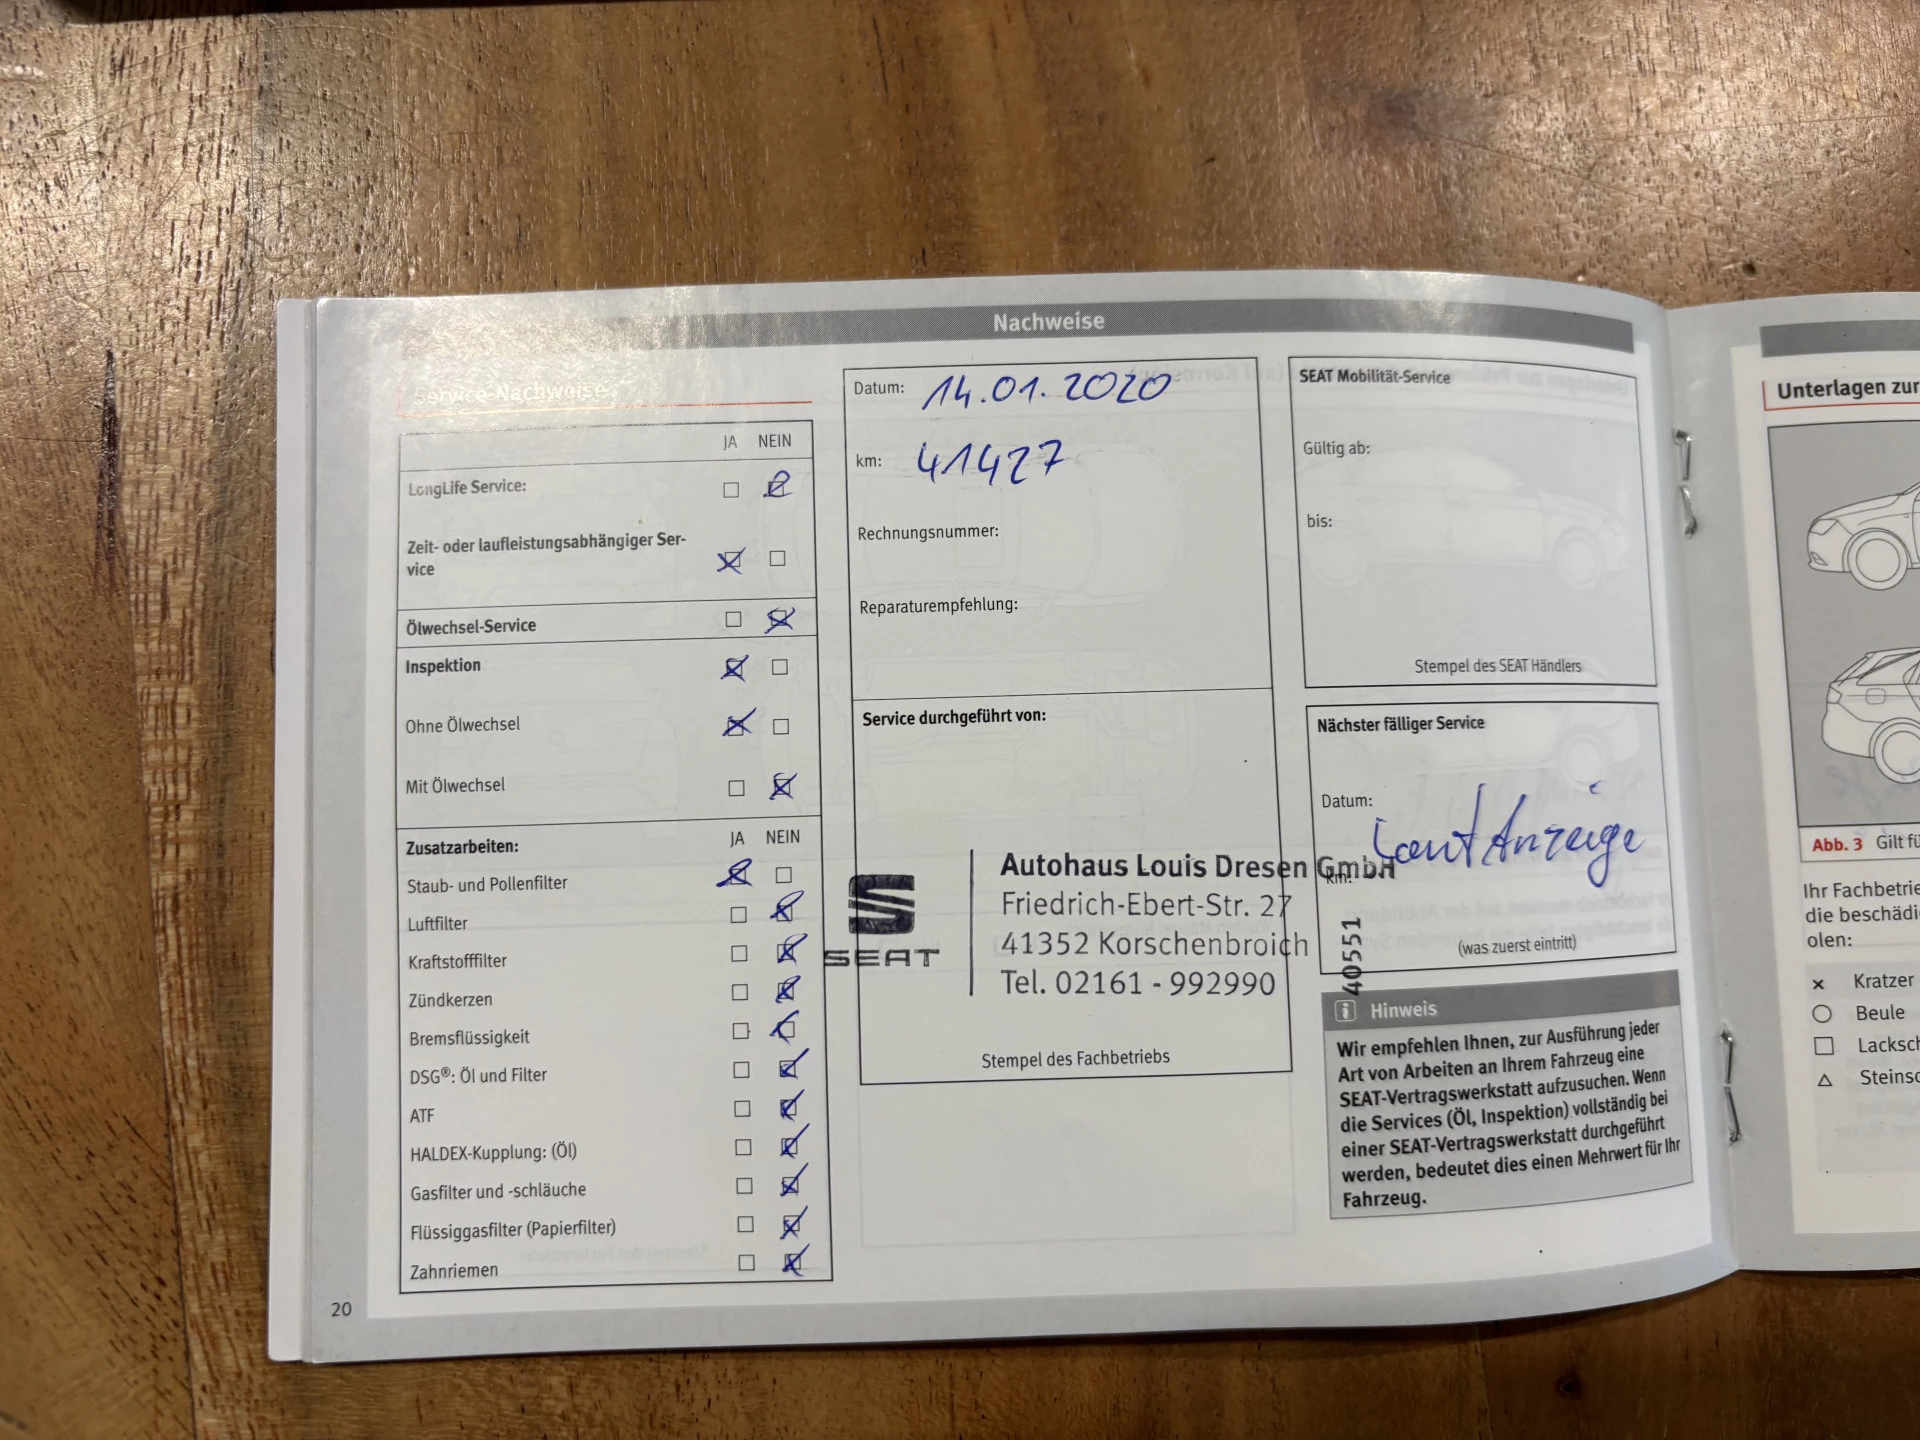 Nachweise
Service-Nachweise
JA NEIN
LongLife Service:
Zeit- oder laufleistungsabhängiger Ser-
vice
Ölwechsel-Service
Inspektion
Ohne Ölwechsel
Mit Ölwechsel
Zusatzarbeiten: JA NEIN
Staub- und Pollenfilter
Luftfilter
Kraftstofffilter
Zündkerzen
Bremsflüssigkeit
DSG®: Öl und Filter
ATF
HALDEX-Kupplung: (Öl)
Gasfilter und -schläuche
Flüssiggasfilter (Papierfilter)
Zahnriemen
20
Datum: 14.01.2020
km: 41427
Rechnungsnummer:
Reparaturempfehlung:
Service durchgeführt von:
SEAT
Autohaus Louis Dresen GmbH
Friedrich-Ebert-Str. 27
41352 Korschenbroich
Tel. 02161 - 992990
40551
Stempel des Fachbetriebs
SEAT Mobilität-Service
Gültig ab:
bis:
Stempel des SEAT Händlers
Nächster fälliger Service
Datum:
Laut Anzeige
km:
(was zuerst eintritt)
Hinweis
Wir empfehlen Ihnen, zur Ausführung jeder
Art von Arbeiten an Ihrem Fahrzeug eine
SEAT-Vertragswerkstatt aufzusuchen. Wenn
die Services (Öl, Inspektion) vollständig bei
einer SEAT-Vertragswerkstatt durchgeführt
werden, bedeutet dies einen Mehrwert für Ihr
Fahrzeug.
Unterlagen zur
Abb. 3 Gilt fü
Ihr Fachbetrie
die beschädi
olen:
Kratzer
Beule
Lacksch
Steinsc